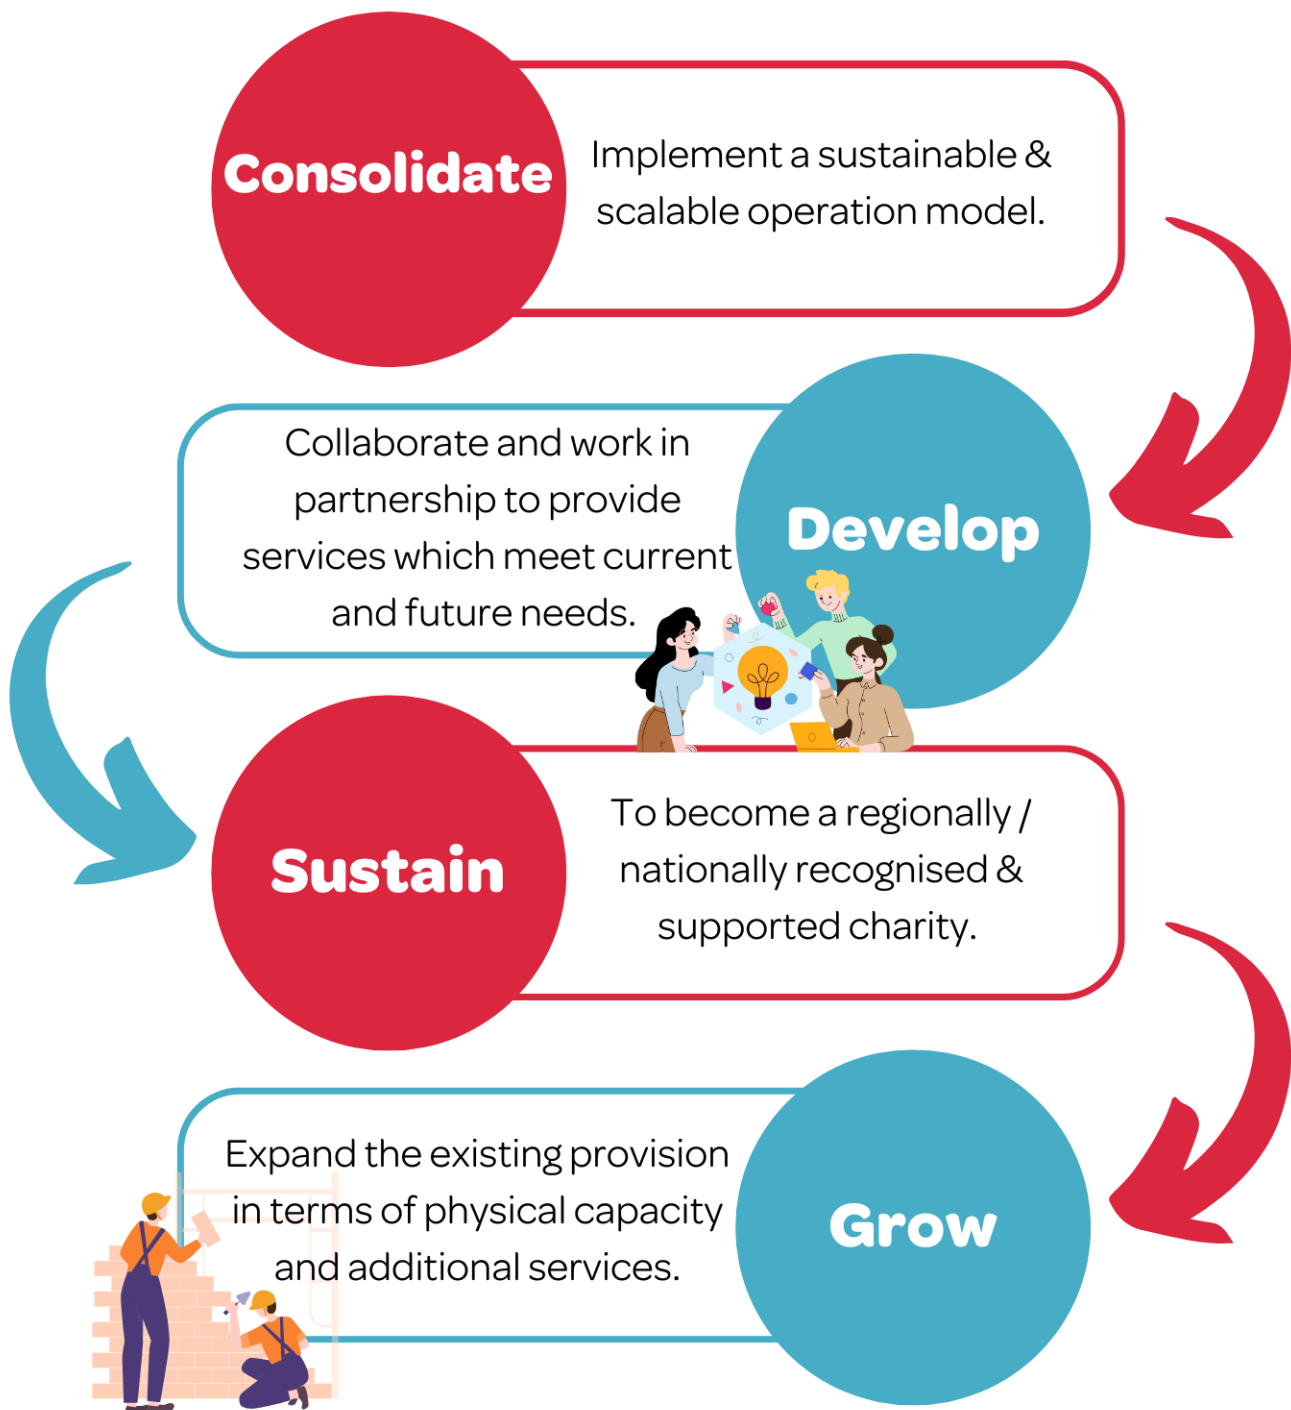 Consolidate
Implement a sustainable &
scalable operation model.
Collaborate and work in
partnership to provide
services which meet current
and future needs.
Develop
Sustain
To become a regionally /
nationally recognised &
supported charity.
Expand the existing provision
in terms of physical capacity
and additional services.
Grow